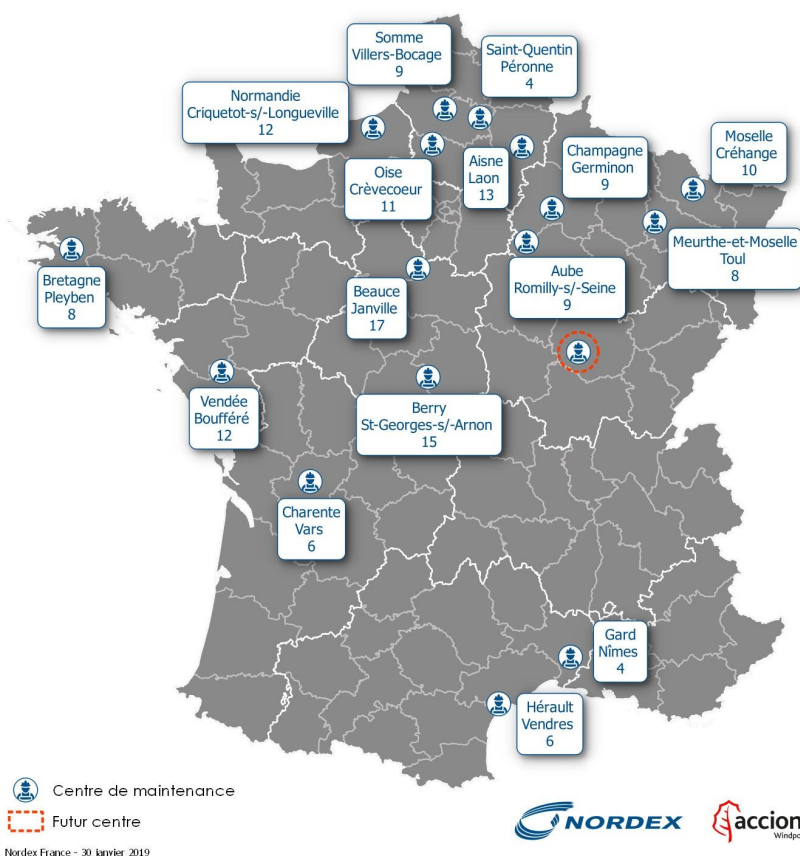 Somme
Villers-Bocage
9
Saint-Quentin
Péronne
4
Normandie
Criquetot-s/-Longueville
12
Oise
Crèvecoeur
11
Aisne
Laon
13
Champagne
Germinon
9
Moselle
Créhange
10
Meurthe-et-Moselle
Toul
8
Bretagne
Pleyben
8
Beauce
Janville
17
Aube
Romilly-s/-Seine
9
Vendée
Boufféré
12
Berry
St-Georges-s/-Arnon
15
Charente
Vars
6
Gard
Nîmes
4
Hérault
Vendres
6
Centre de maintenance
Futur centre
NORDEX
accion
Windpo
Nordex France - 30 janvier 2019